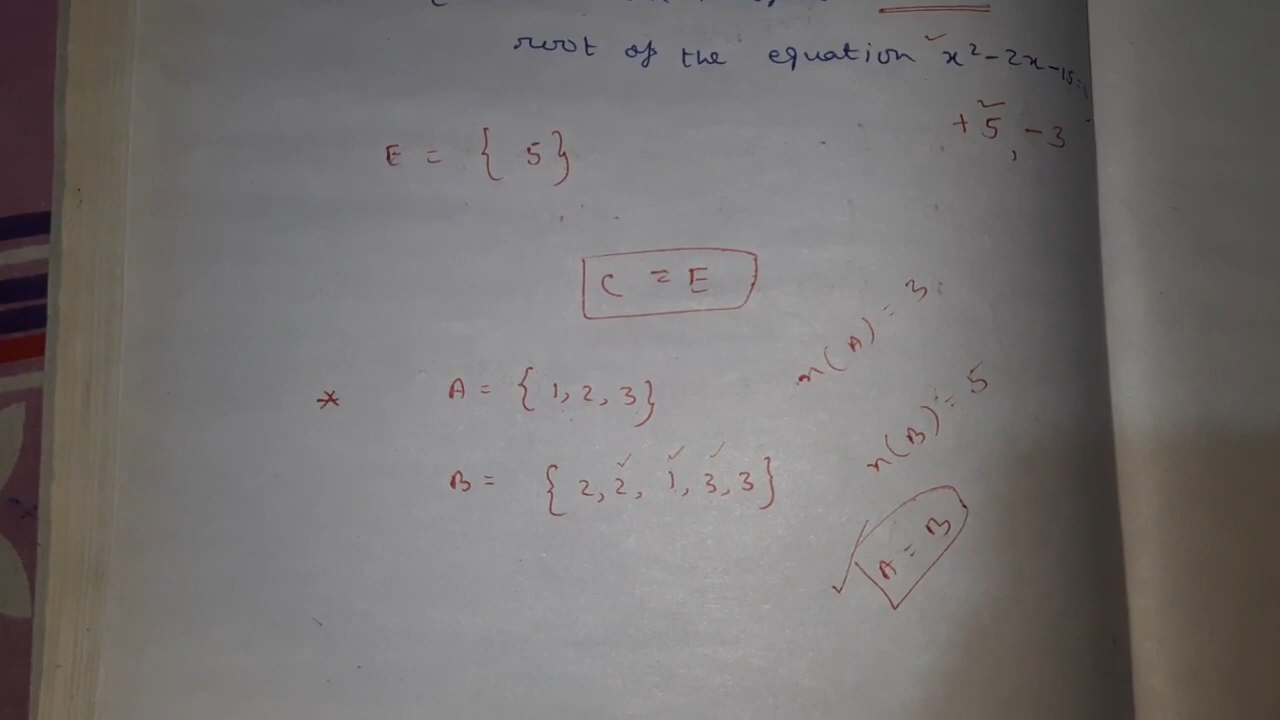 root of the equation x² - 2x - 15 =
+5, -3
E = { 5 }
C = E
n(A) = 3
A = { 1, 2, 3 }
n(B) = 5
B = { 2, 2, 1, 3, 3 }
A = B